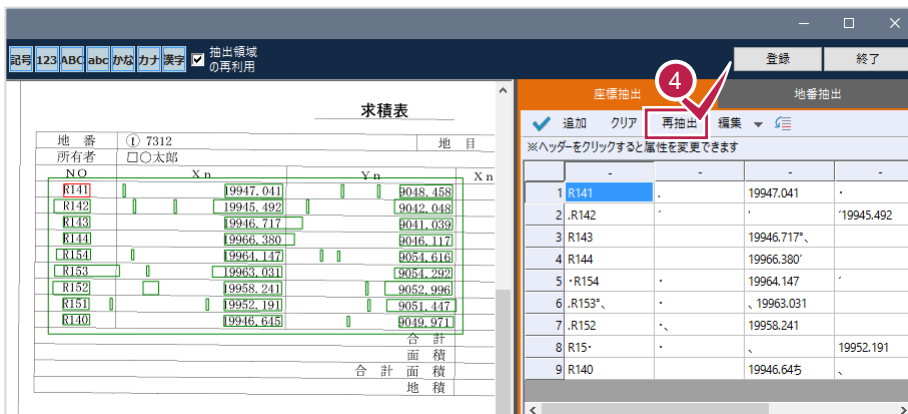 記号 123 ABC abc かな カナ 漢字 抽出領域の再利用
登録 終了
4
座標抽出 地番抽出
追加 クリア 再抽出 編集
※ヘッダーをクリックすると属性を変更できます
求積表
地 番 ① 7312 地 目
所有者 口〇太郎
NO Xn Yn Xn
R141 19947.041 9048.458
R142 19945.492 9042.048
R143 19946.717 9041.039
R144 19966.380 9046.117
R154 19964.147 9054.616
R153 19963.031 9054.292
R152 19958.241 9052.996
R151 19952.191 9051.447
R140 19946.645 9049.971
合 計
面 積
合 計 面 積
地 積
- - - -
1 R141 . 19947.041 ・
2 .R142 ′ ′ ′19945.492
3 R143 19946.717°、
4 R144 19966.380′
5 ・R154 ・ 19964.147 ′
6 .R153°、 ・ 、19963.031
7 .R152 ・、 19958.241
8 R15・ ・ 、 19952.191
9 R140 19946.64ち 、